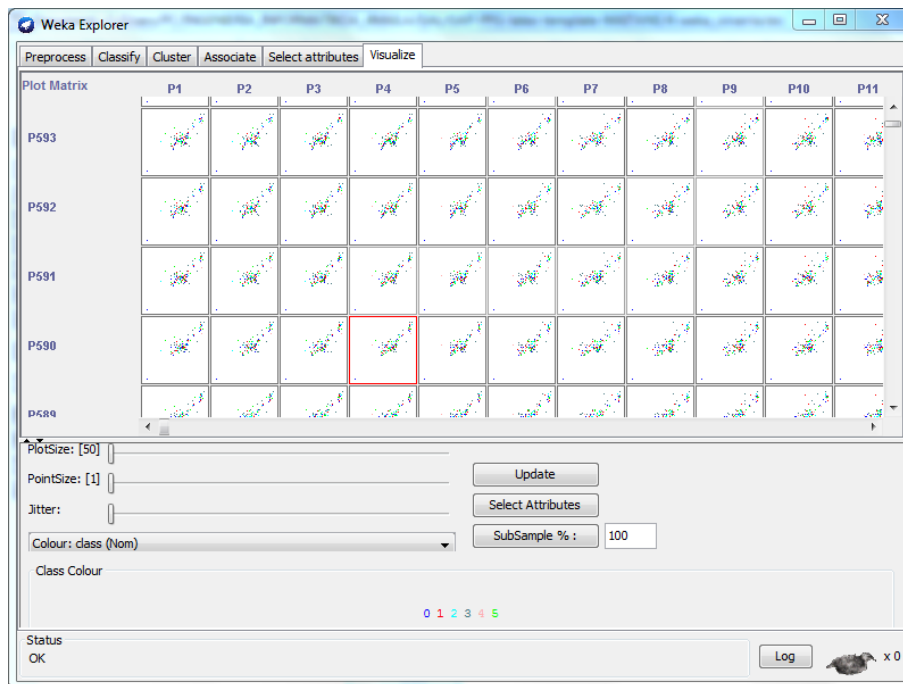 Weka Explorer
Preprocess Classify Cluster Associate Select attributes Visualize
Plot Matrix P1 P2 P3 P4 P5 P6 P7 P8 P9 P10 P11
P593
P592
P591
P590
P589
PlotSize: [50]
PointSize: [1]
Jitter:
Update
Select Attributes
SubSample % : 100
Colour: class (Nom)
Class Colour
0 1 2 3 4 5
Status
OK
Log
x 0